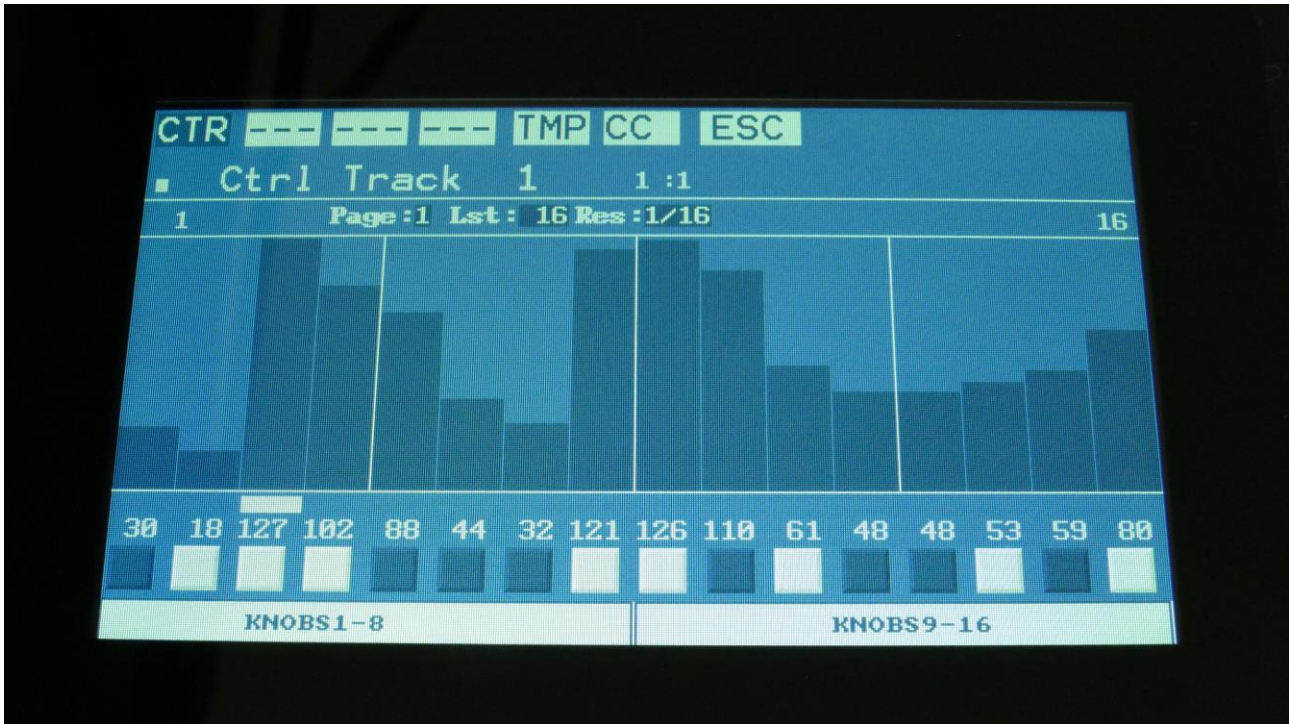 CTR --- --- --- TMP CC ESC
Ctrl Track 1 1 :1
1 Page:1 Lst: 16 Res:1/16 16
30 18 127 102 88 44 32 121 126 110 61 48 48 53 59 80
KNOBS1-8 KNOBS9-16